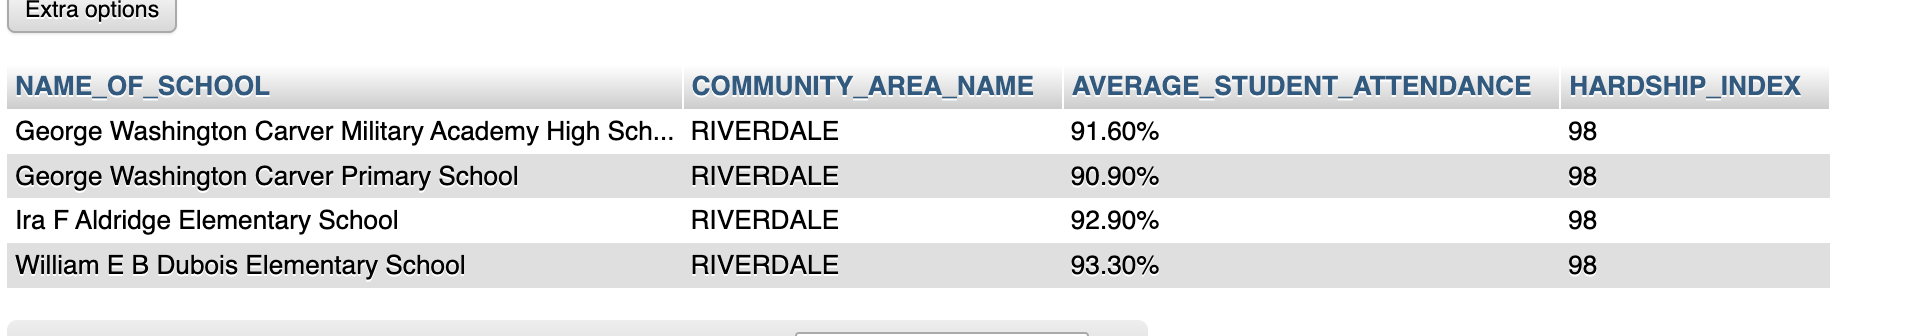 Extra options
NAME_OF_SCHOOL COMMUNITY_AREA_NAME AVERAGE_STUDENT_ATTENDANCE HARDSHIP_INDEX
George Washington Carver Military Academy High Sch... RIVERDALE 91.60% 98
George Washington Carver Primary School RIVERDALE 90.90% 98
Ira F Aldridge Elementary School RIVERDALE 92.90% 98
William E B Dubois Elementary School RIVERDALE 93.30% 98